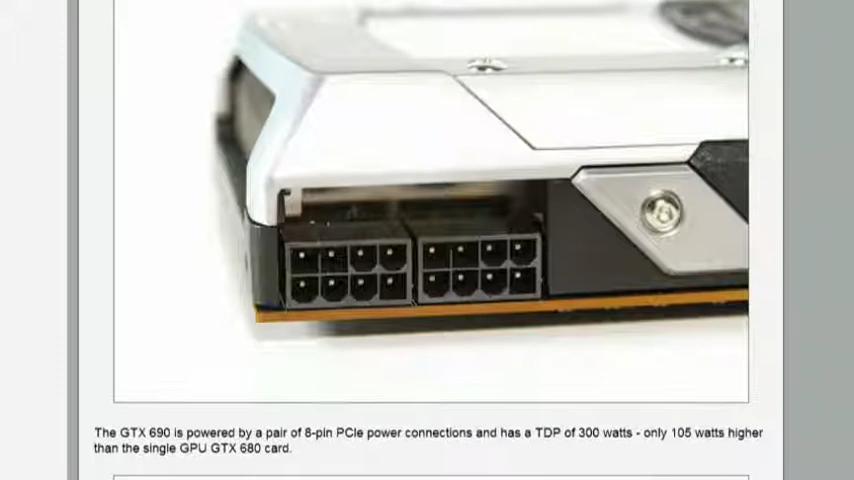 The GTX 690 is powered by a pair of 8-pin PCIe power connections and has a TDP of 300 watts - only 105 watts higher
than the single GPU GTX 680 card.